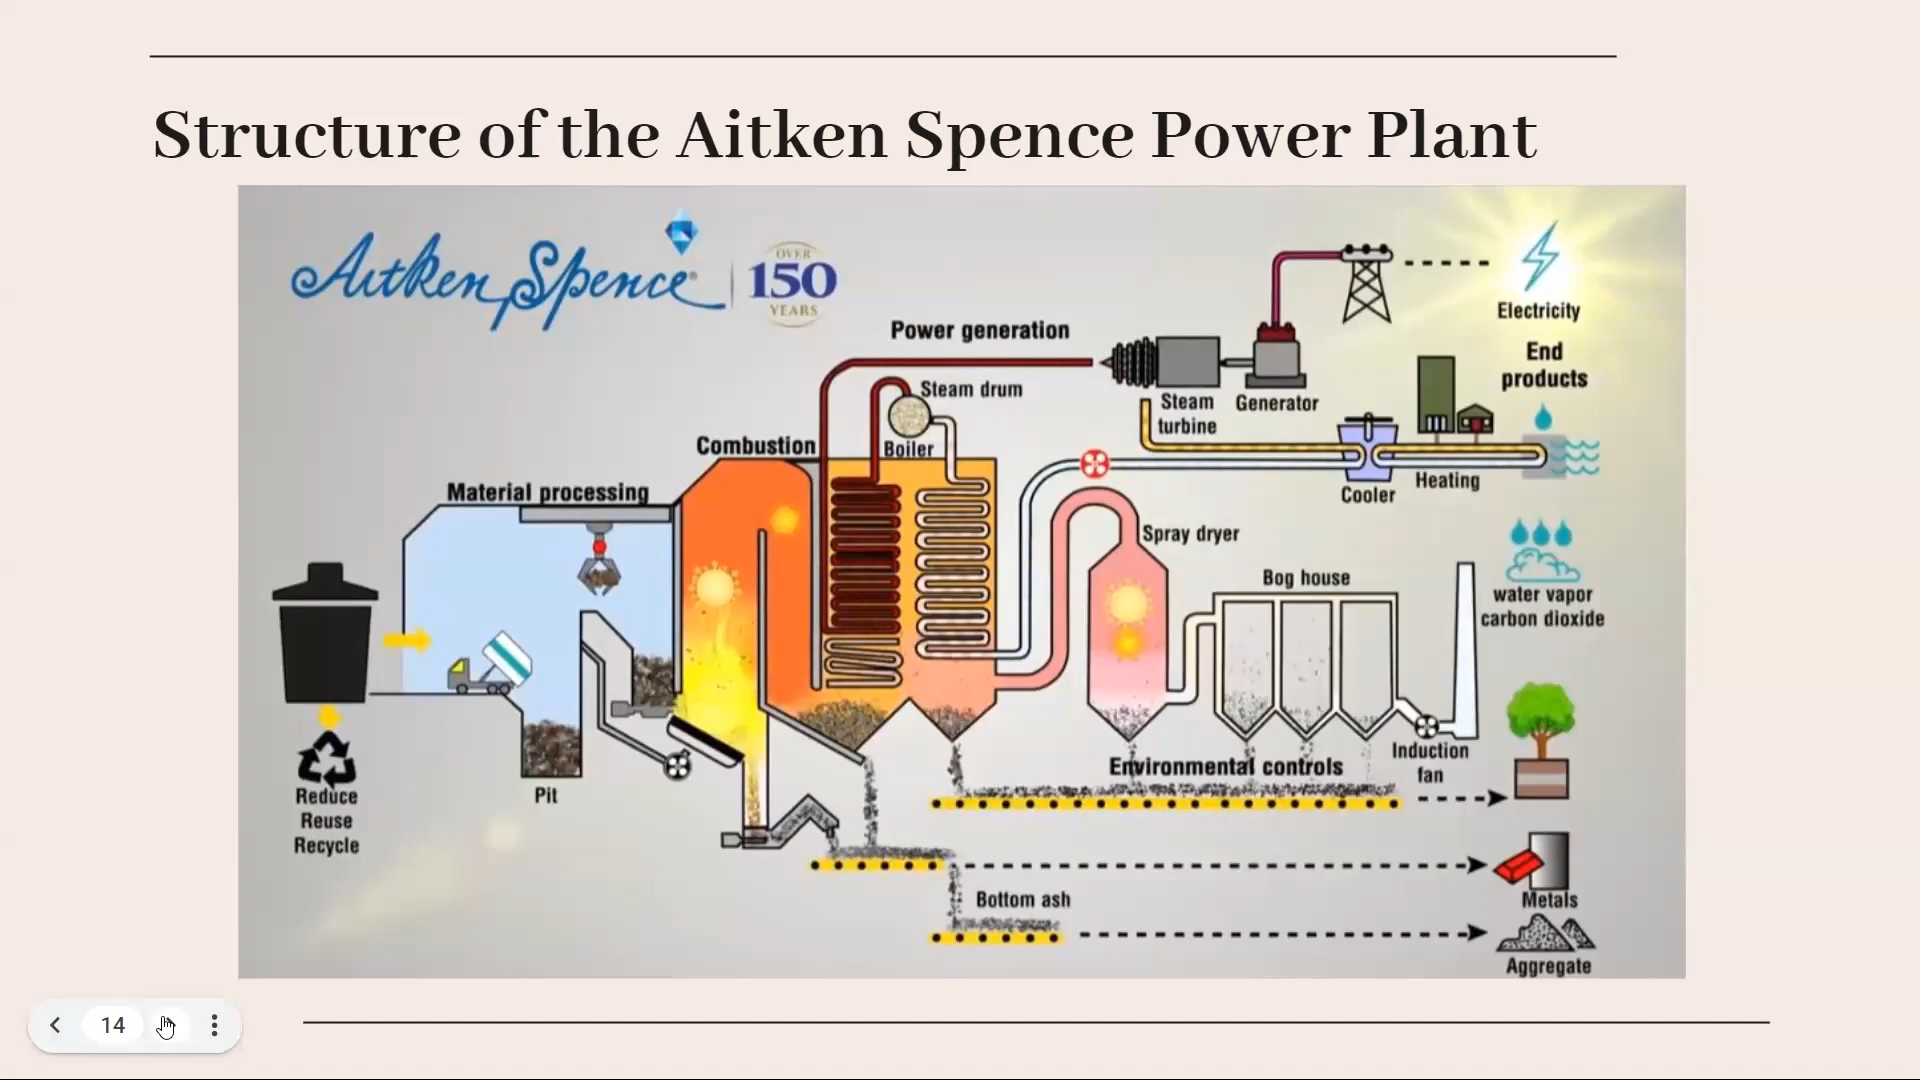 Structure of the Aitken Spence Power Plant
Aitken Spence
OVER
150
YEARS
Power generation
Steam drum
Boiler
Combustion
Material processing
Steam
turbine
Generator
Electricity
End
products
Cooler
Heating
Spray dryer
Bog house
water vapor
carbon dioxide
Induction
fan
Environmental controls
Pit
Reduce
Reuse
Recycle
Bottom ash
Metals
Aggregate
14